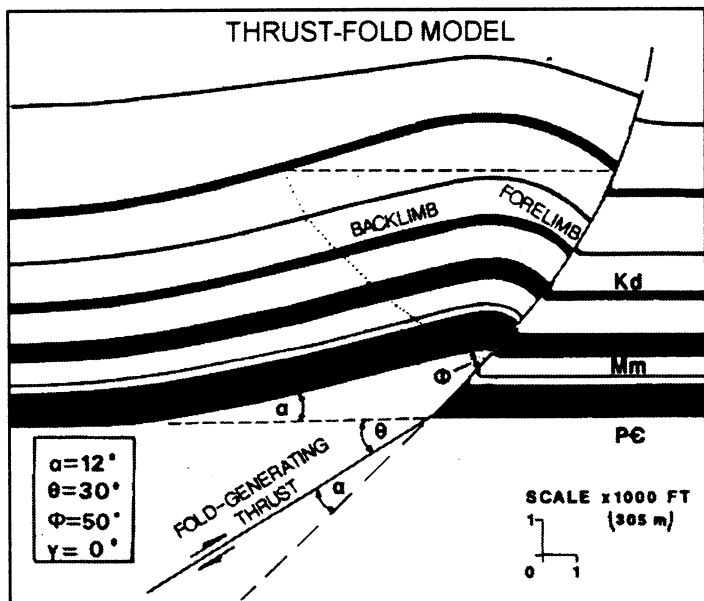 THRUST-FOLD MODEL
BACKLIMB
FORELIMB
Kd
Φ
Mm
α
θ
P∈
FOLD-GENERATING
THRUST
α
α=12°
θ=30°
Φ=50°
γ=0°
SCALE x1000 FT
(305 m)
1
0 1